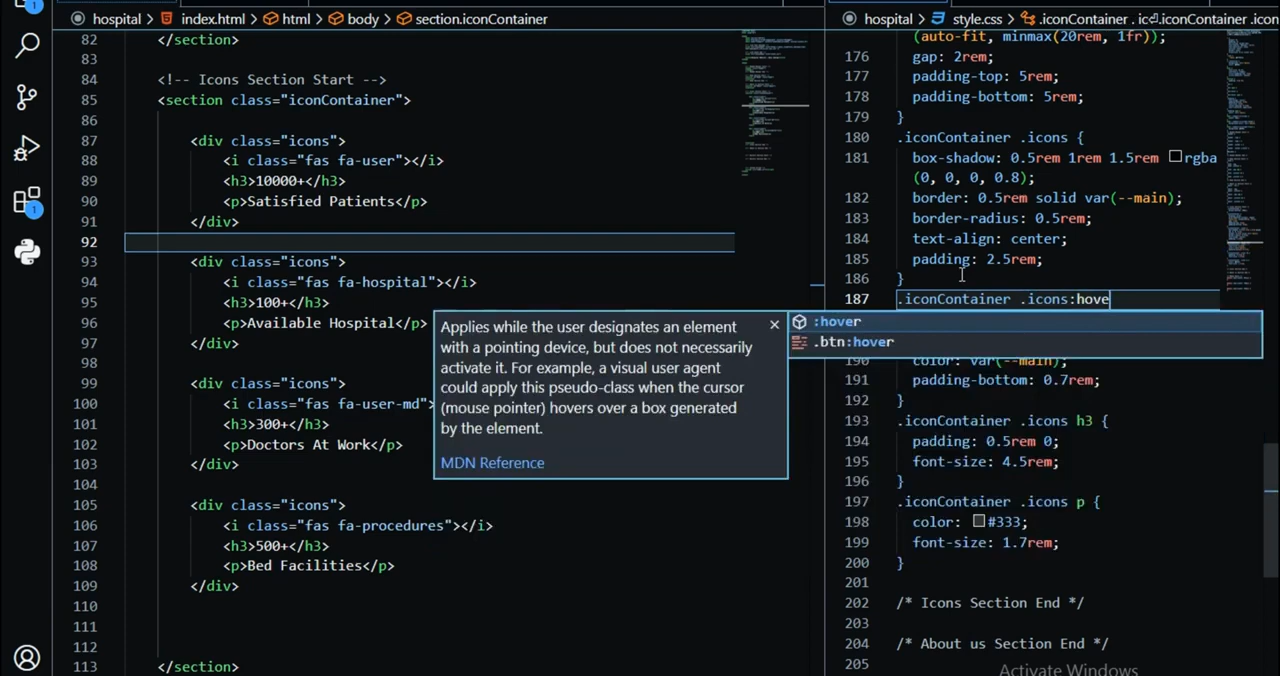 1
hospital > index.html > html > body > section.iconContainer
82 </section>
83
84 <!-- Icons Section Start -->
85 <section class="iconContainer">
86
87 <div class="icons">
88 <i class="fas fa-user"></i>
89 <h3>10000+</h3>
90 <p>Satisfied Patients</p>
91 </div>
92
93 <div class="icons">
94 <i class="fas fa-hospital"></i>
95 <h3>100+</h3>
96 <p>Available Hospital</p>
97 </div>
98
99 <div class="icons">
100 <i class="fas fa-user-md">
101 <h3>300+</h3>
102 <p>Doctors At Work</p>
103 </div>
104
105 <div class="icons">
106 <i class="fas fa-procedures"></i>
107 <h3>500+</h3>
108 <p>Bed Facilities</p>
109 </div>
110
111
112
113 </section>
1
Applies while the user designates an element
with a pointing device, but does not necessarily
activate it. For example, a visual user agent
could apply this pseudo-class when the cursor
(mouse pointer) hovers over a box generated
by the element.
MDN Reference
hospital > style.css > .iconContainer .ic⏎.iconContainer .icon
(auto-fit, minmax(20rem, 1fr));
176 gap: 2rem;
177 padding-top: 5rem;
178 padding-bottom: 5rem;
179 }
180 .iconContainer .icons {
181 box-shadow: 0.5rem 1rem 1.5rem rgba
(0, 0, 0, 0.8);
182 border: 0.5rem solid var(--main);
183 border-radius: 0.5rem;
184 text-align: center;
185 padding: 2.5rem;
186 }
187 .iconContainer .icons:hove
:hover
.btn:hover
190 color: var(--main);
191 padding-bottom: 0.7rem;
192 }
193 .iconContainer .icons h3 {
194 padding: 0.5rem 0;
195 font-size: 4.5rem;
196 }
197 .iconContainer .icons p {
198 color: #333;
199 font-size: 1.7rem;
200 }
201
202 /* Icons Section End */
203
204 /* About us Section End */
205
Activate Windows